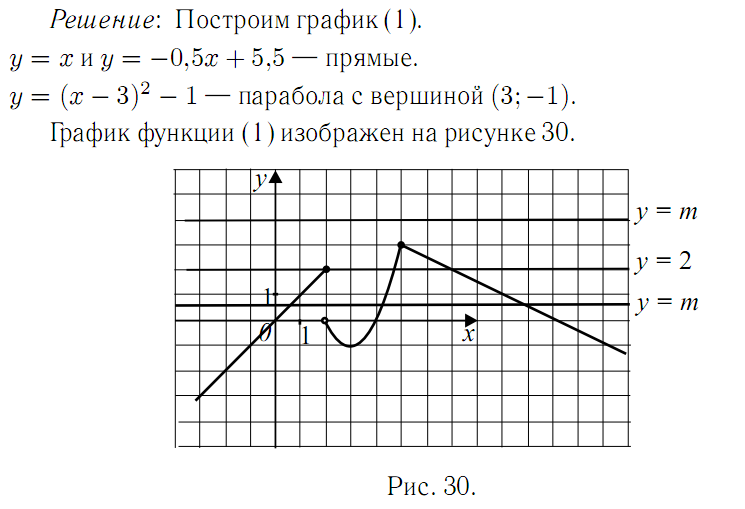 Решение: Построим график (1).
y = x и y = −0,5x + 5,5 — прямые.
y = (x − 3)² − 1 — парабола с вершиной (3; −1).
График функции (1) изображен на рисунке 30.
y
y = m
y = 2
1
y = m
0
1
x
Рис. 30.